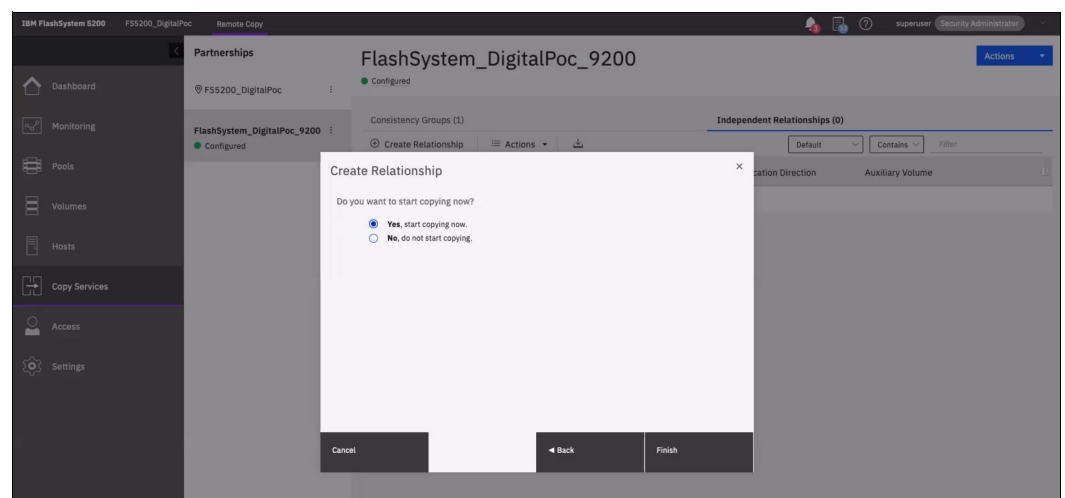 IBM FlashSystem 5200 FS5200_DigitalPoc Remote Copy superuser Security Administrator
Partnerships
FlashSystem_DigitalPoc_9200
Actions
Configured
Dashboard
FS5200_DigitalPoc
Monitoring
FlashSystem_DigitalPoc_9200
Configured
Consistency Groups (1) Independent Relationships (0)
Create Relationship Actions Default Contains Filter
Pools
Create Relationship
cation Direction Auxiliary Volume
Do you want to start copying now?
Yes, start copying now.
No, do not start copying.
Volumes
Hosts
Copy Services
Access
Settings
Cancel Back Finish